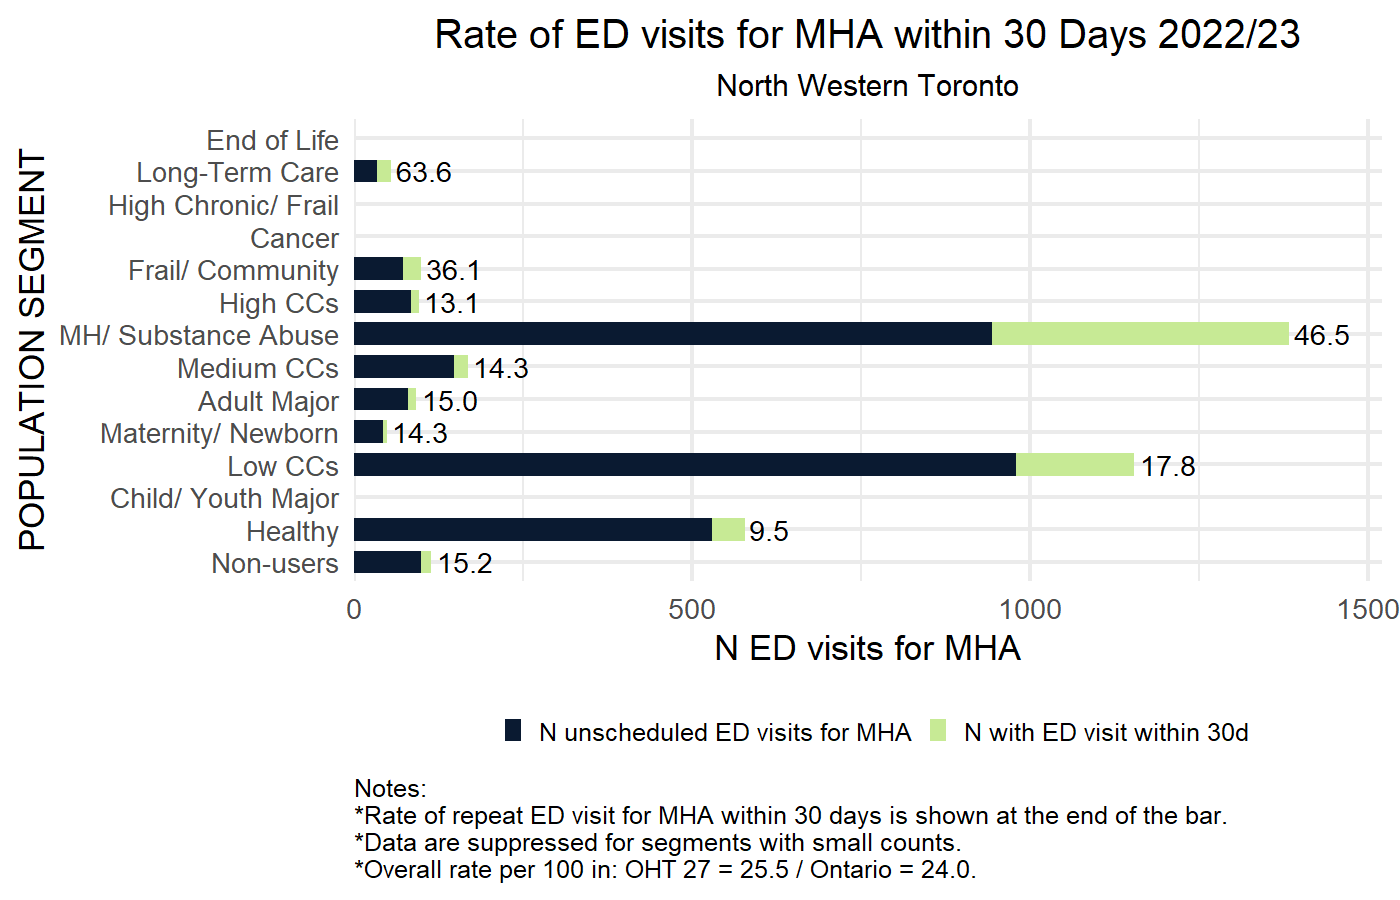 Rate of ED visits for MHA within 30 Days 2022/23
North Western Toronto
POPULATION SEGMENT
End of Life
Long-Term Care 63.6
High Chronic/ Frail
Cancer
Frail/ Community 36.1
High CCs 13.1
MH/ Substance Abuse 46.5
Medium CCs 14.3
Adult Major 15.0
Maternity/ Newborn 14.3
Low CCs 17.8
Child/ Youth Major
Healthy 9.5
Non-users 15.2
0 500 1000 1500
N ED visits for MHA
N unscheduled ED visits for MHA N with ED visit within 30d
Notes:
*Rate of repeat ED visit for MHA within 30 days is shown at the end of the bar.
*Data are suppressed for segments with small counts.
*Overall rate per 100 in: OHT 27 = 25.5 / Ontario = 24.0.